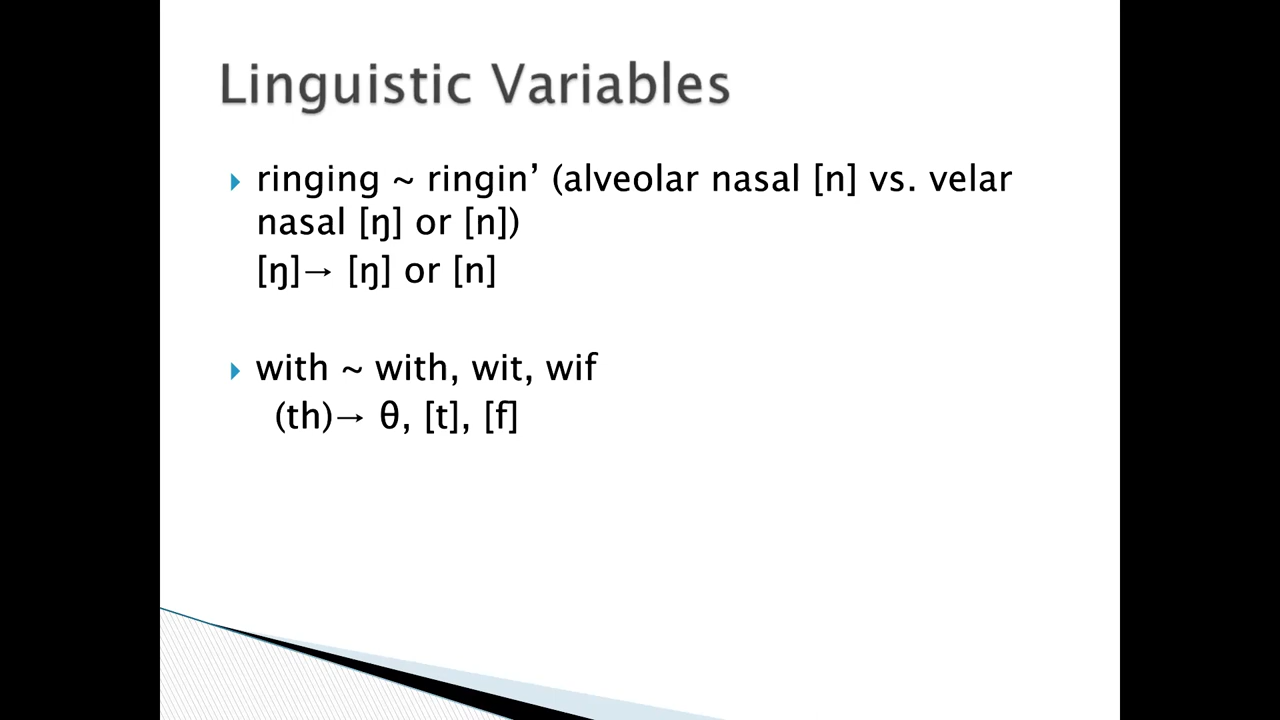 Linguistic Variables
ringing ~ ringin’ (alveolar nasal [n] vs. velar
nasal [ŋ] or [n])
[ŋ]→ [ŋ] or [n]
with ~ with, wit, wif
(th)→ θ, [t], [f]